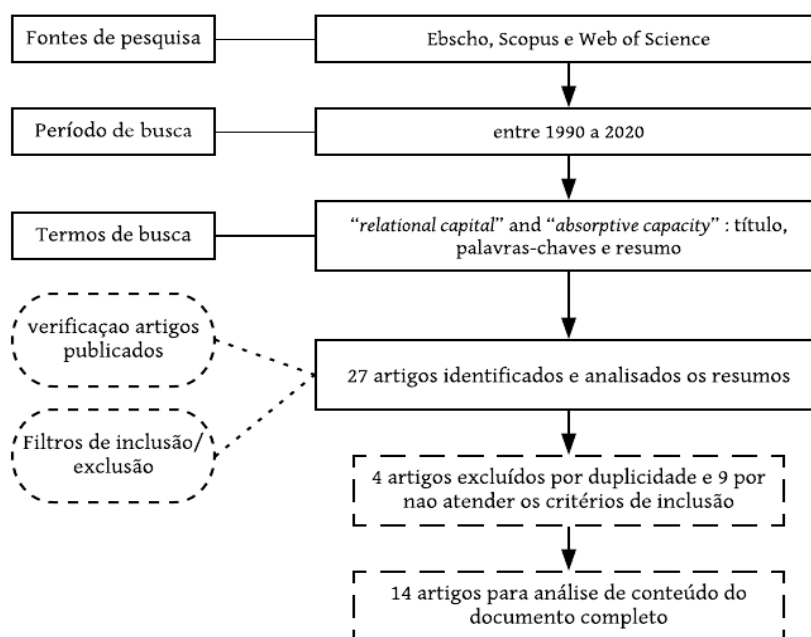 Fontes de pesquisa
Ebscho, Scopus e Web of Science
Período de busca
entre 1990 a 2020
Termos de busca
“relational capital” and “absorptive capacity” : título,
palavras-chaves e resumo
verificaçao artigos
publicados
27 artigos identificados e analisados os resumos
Filtros de inclusão/
exclusão
4 artigos excluídos por duplicidade e 9 por
nao atender os critérios de inclusão
14 artigos para análise de conteúdo do
documento completo